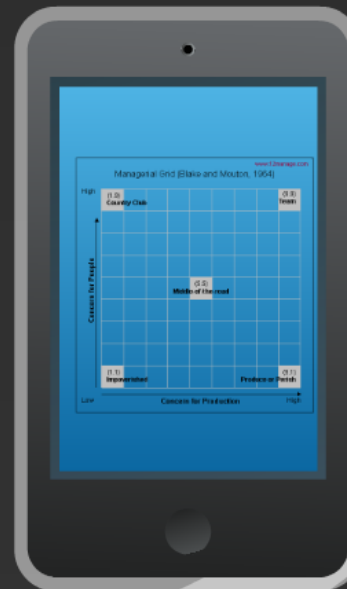 www.12manage.com
Managerial Grid (Blake and Mouton, 1964)
High
(1.9)
Country Club
(9.9)
Team
Concern for People
(5.5)
Middle of the road
(1.1)
Impoverished
(9.1)
Produce or Perish
Low
Concern for Production
High